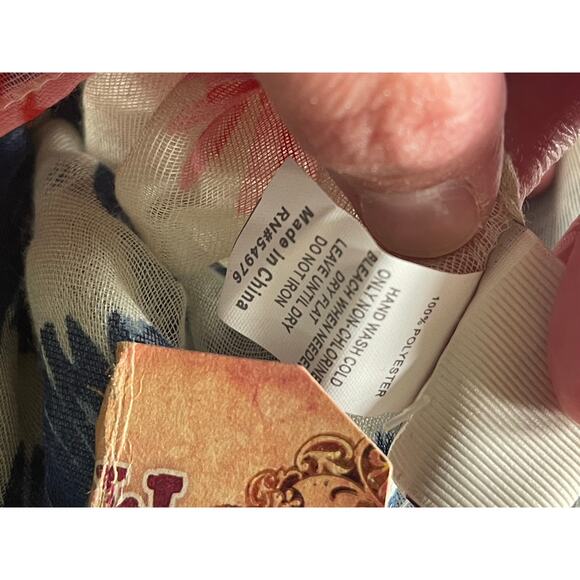 100% POLYESTER
HAND WASH COLD
ONLY NON-CHLORINE
BLEACH WHEN NEEDED
DRY FLAT
LEAVE UNTIL DRY
DO NOT IRON
Made in China
RN#54976